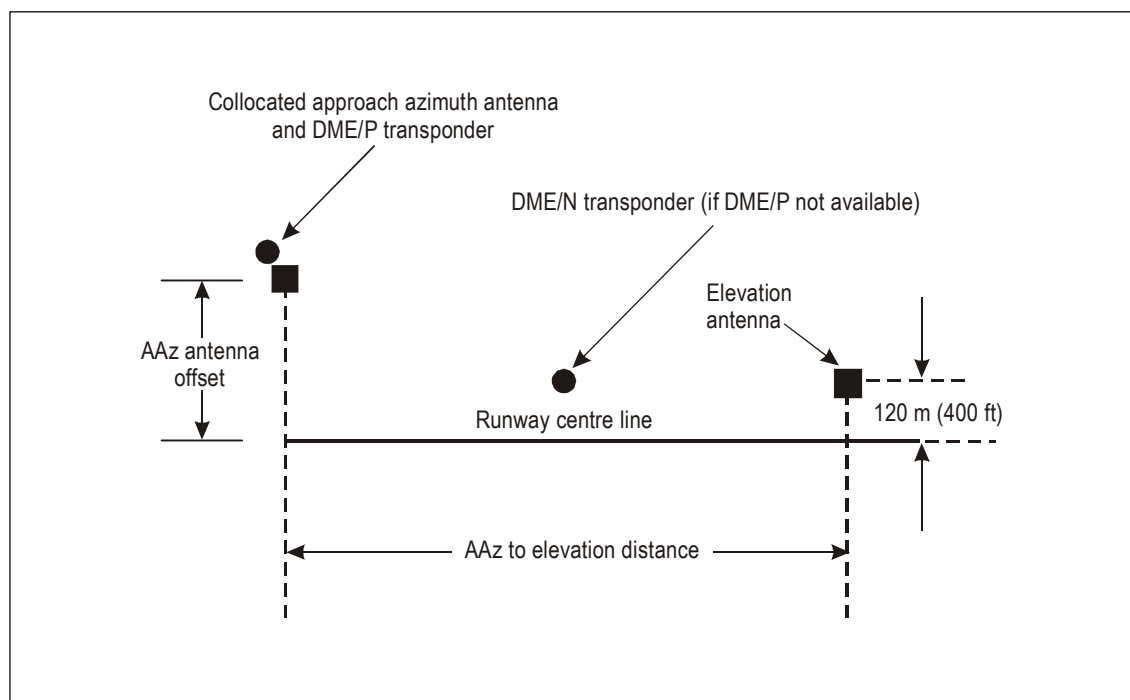 Collocated approach azimuth antenna
and DME/P transponder
DME/N transponder (if DME/P not available)
Elevation
antenna
AAz antenna
offset
120 m (400 ft)
Runway centre line
AAz to elevation distance